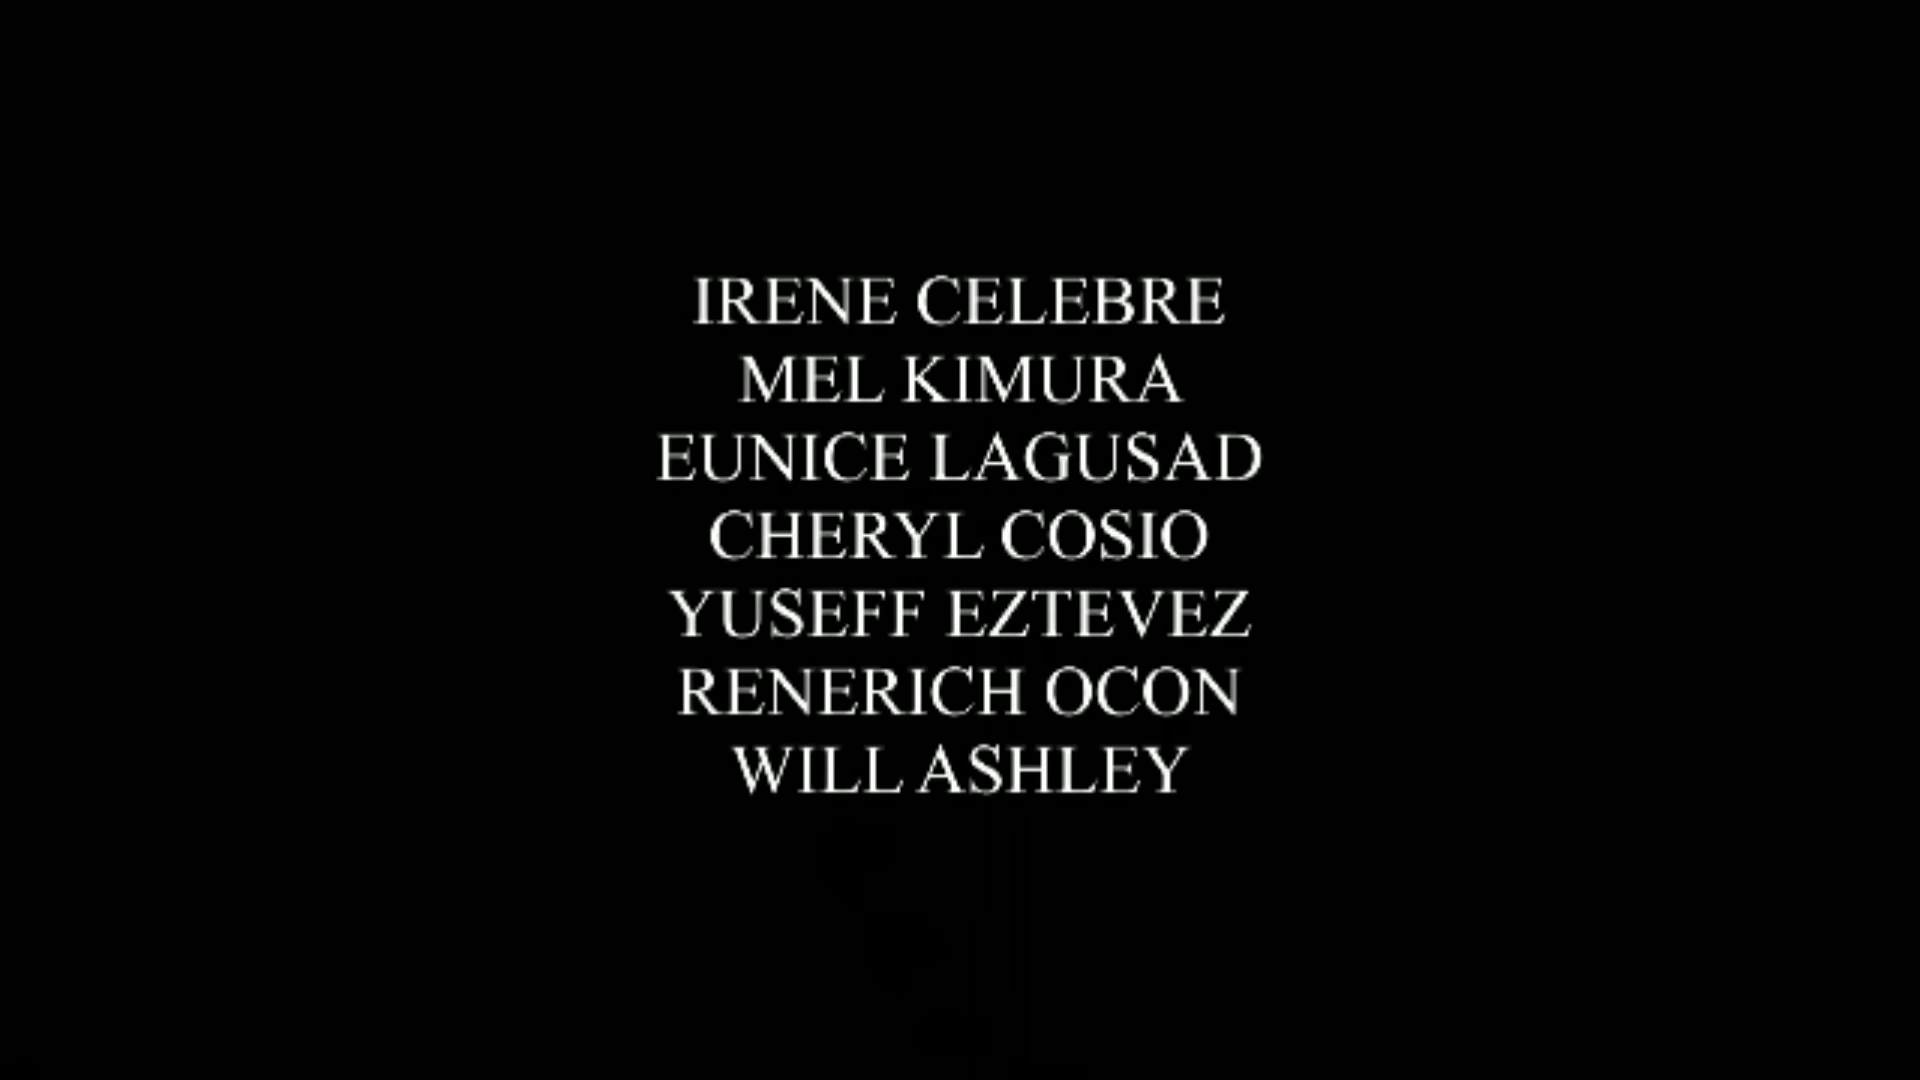 IRENE CELEBRE
MEL KIMURA
EUNICE LAGUSAD
CHERYL COSIO
YUSEFF EZTEVEZ
RENERICH OCON
WILL ASHLEY